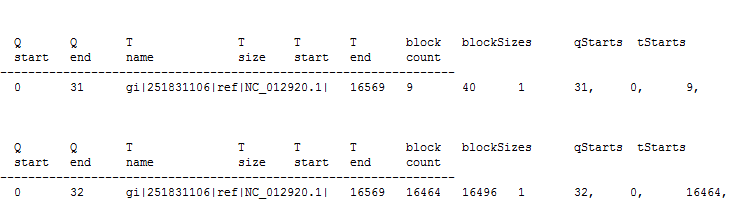 Q Q T T T T block blockSizes qStarts tStarts
start end name size start end count
---------------------------------------------------------------
0 31 gi|251831106|ref|NC_012920.1| 16569 9 40 1 31, 0, 9,
Q Q T T T T block blockSizes qStarts tStarts
start end name size start end count
---------------------------------------------------------------
0 32 gi|251831106|ref|NC_012920.1| 16569 16464 16496 1 32, 0, 16464,